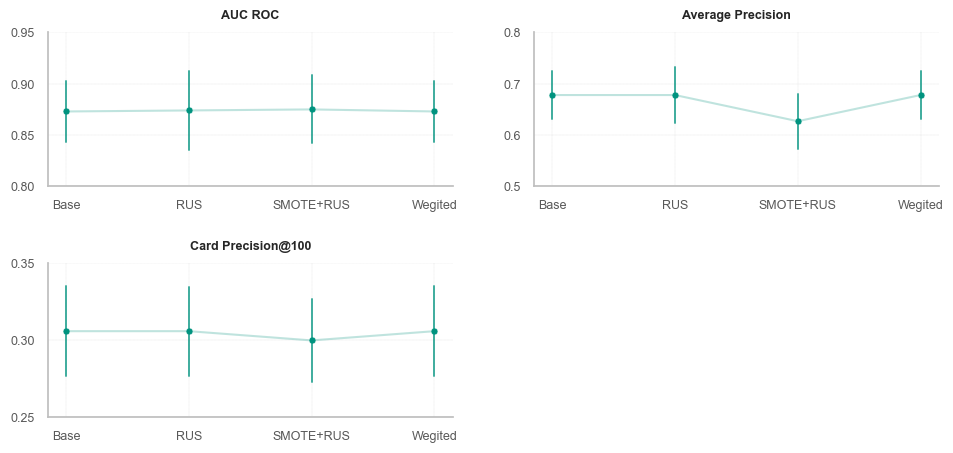 AUC ROC
0.95
0.90
0.85
0.80
Base RUS SMOTE+RUS Wegited
Average Precision
0.8
0.7
0.6
0.5
Base RUS SMOTE+RUS Wegited
Card Precision@100
0.35
0.30
0.25
Base RUS SMOTE+RUS Wegited